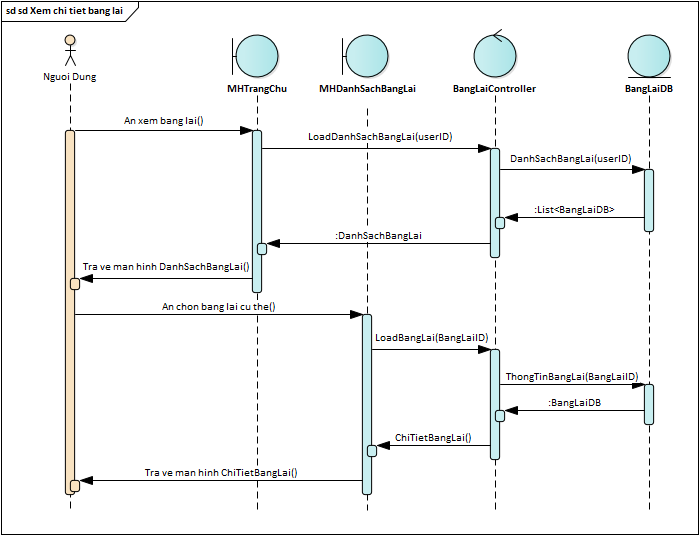 sd sd Xem chi tiet bang lai
Nguoi Dung
MHTrangChu
MHDanhSachBangLai
BangLaiController
BangLaiDB
An xem bang lai()
LoadDanhSachBangLai(userID)
DanhSachBangLai(userID)
:List<BangLaiDB>
:DanhSachBangLai
Tra ve man hinh DanhSachBangLai()
An chon bang lai cu the()
LoadBangLai(BangLaiID)
ThongTinBangLai(BangLaiID)
:BangLaiDB
ChiTietBangLai()
Tra ve man hinh ChiTietBangLai()